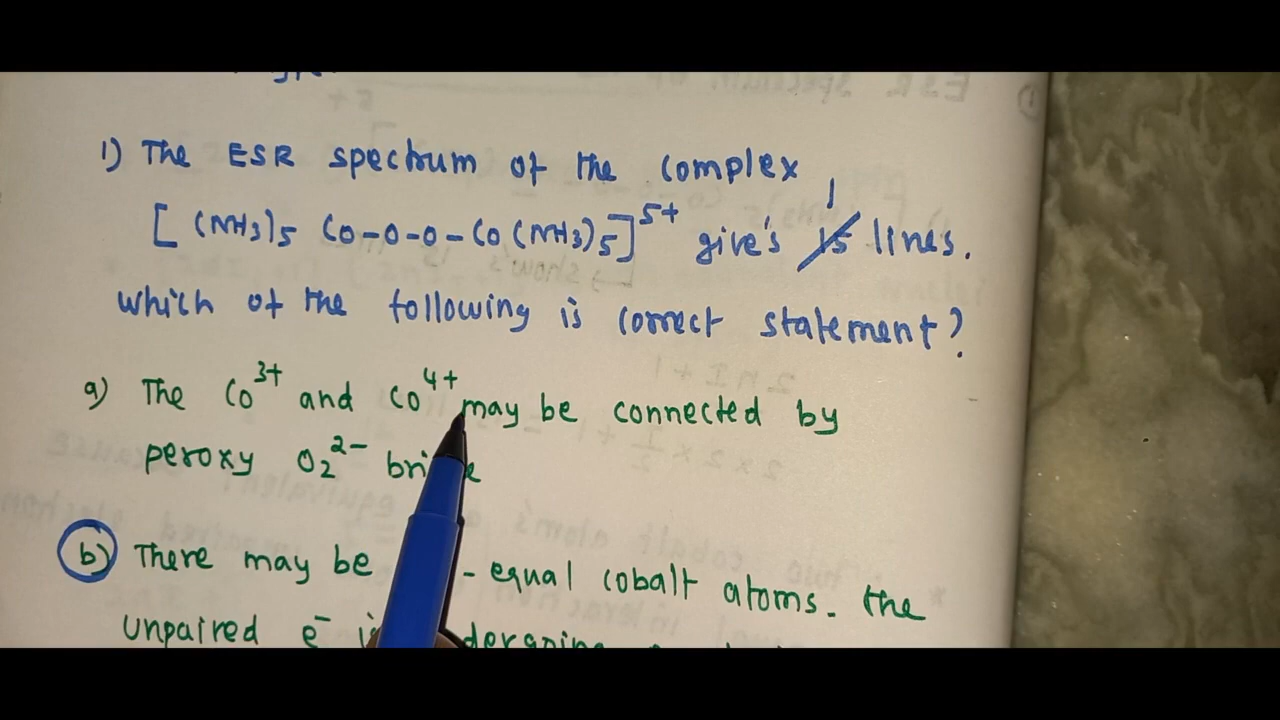 1) The ESR spectrum of the complex
[(NH3)5 Co-O-O-Co(NH3)5]5+ give's 15 lines.
which of the following is correct statement?
a) The Co3+ and Co4+ may be connected by
peroxy O2 2-
b) There may be - equal cobalt atoms. The
unpaired e-